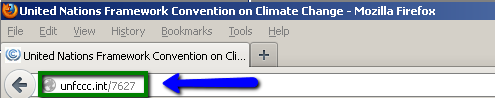 United Nations Framework Convention on Climate Change - Mozilla Firefox
File Edit View History Bookmarks Tools Help
United Nations Framework Convention on Cli... +
unfccc.int/7627